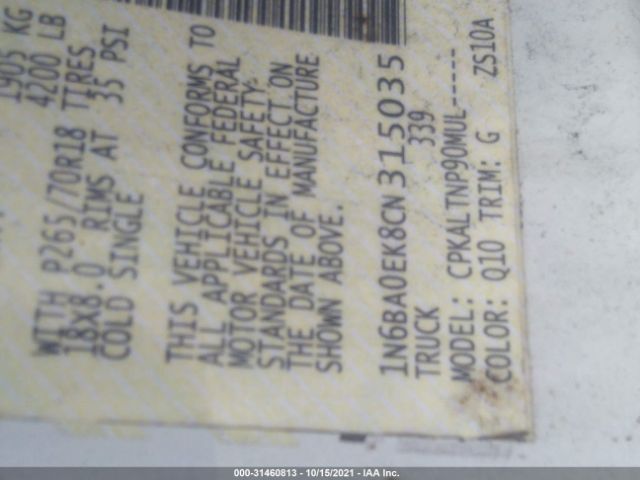 1905 KG
4200 LB
WITH P265/70R18 TIRES
18X8.0 RIMS AT 35 PSI
COLD SINGLE
THIS VEHICLE CONFORMS TO
ALL APPLICABLE FEDERAL
MOTOR VEHICLE SAFETY
STANDARDS IN EFFECT ON
THE DATE OF MANUFACTURE
SHOWN ABOVE.
1N6BA0EK8CN315035
TRUCK 339
MODEL: CPKALTNP90MUL-----
COLOR: Q10 TRIM: G ZS10A
000-31460813 - 10/15/2021 - IAA Inc.